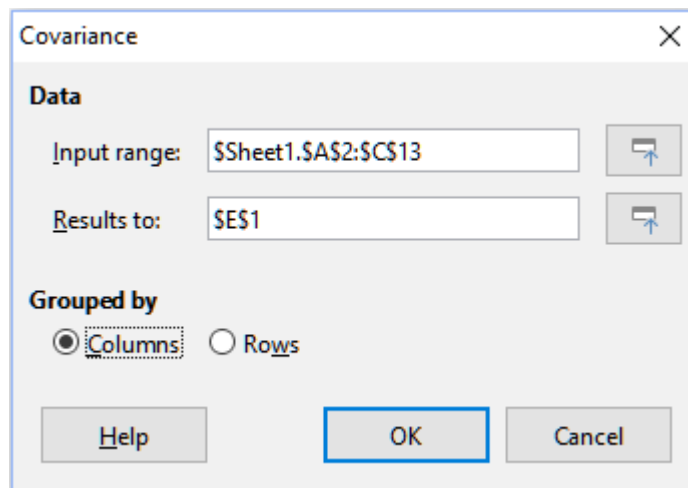 Covariance
Data
Input range: $Sheet1.$A$2:$C$13
Results to: $E$1
Grouped by
Columns Rows
Help OK Cancel